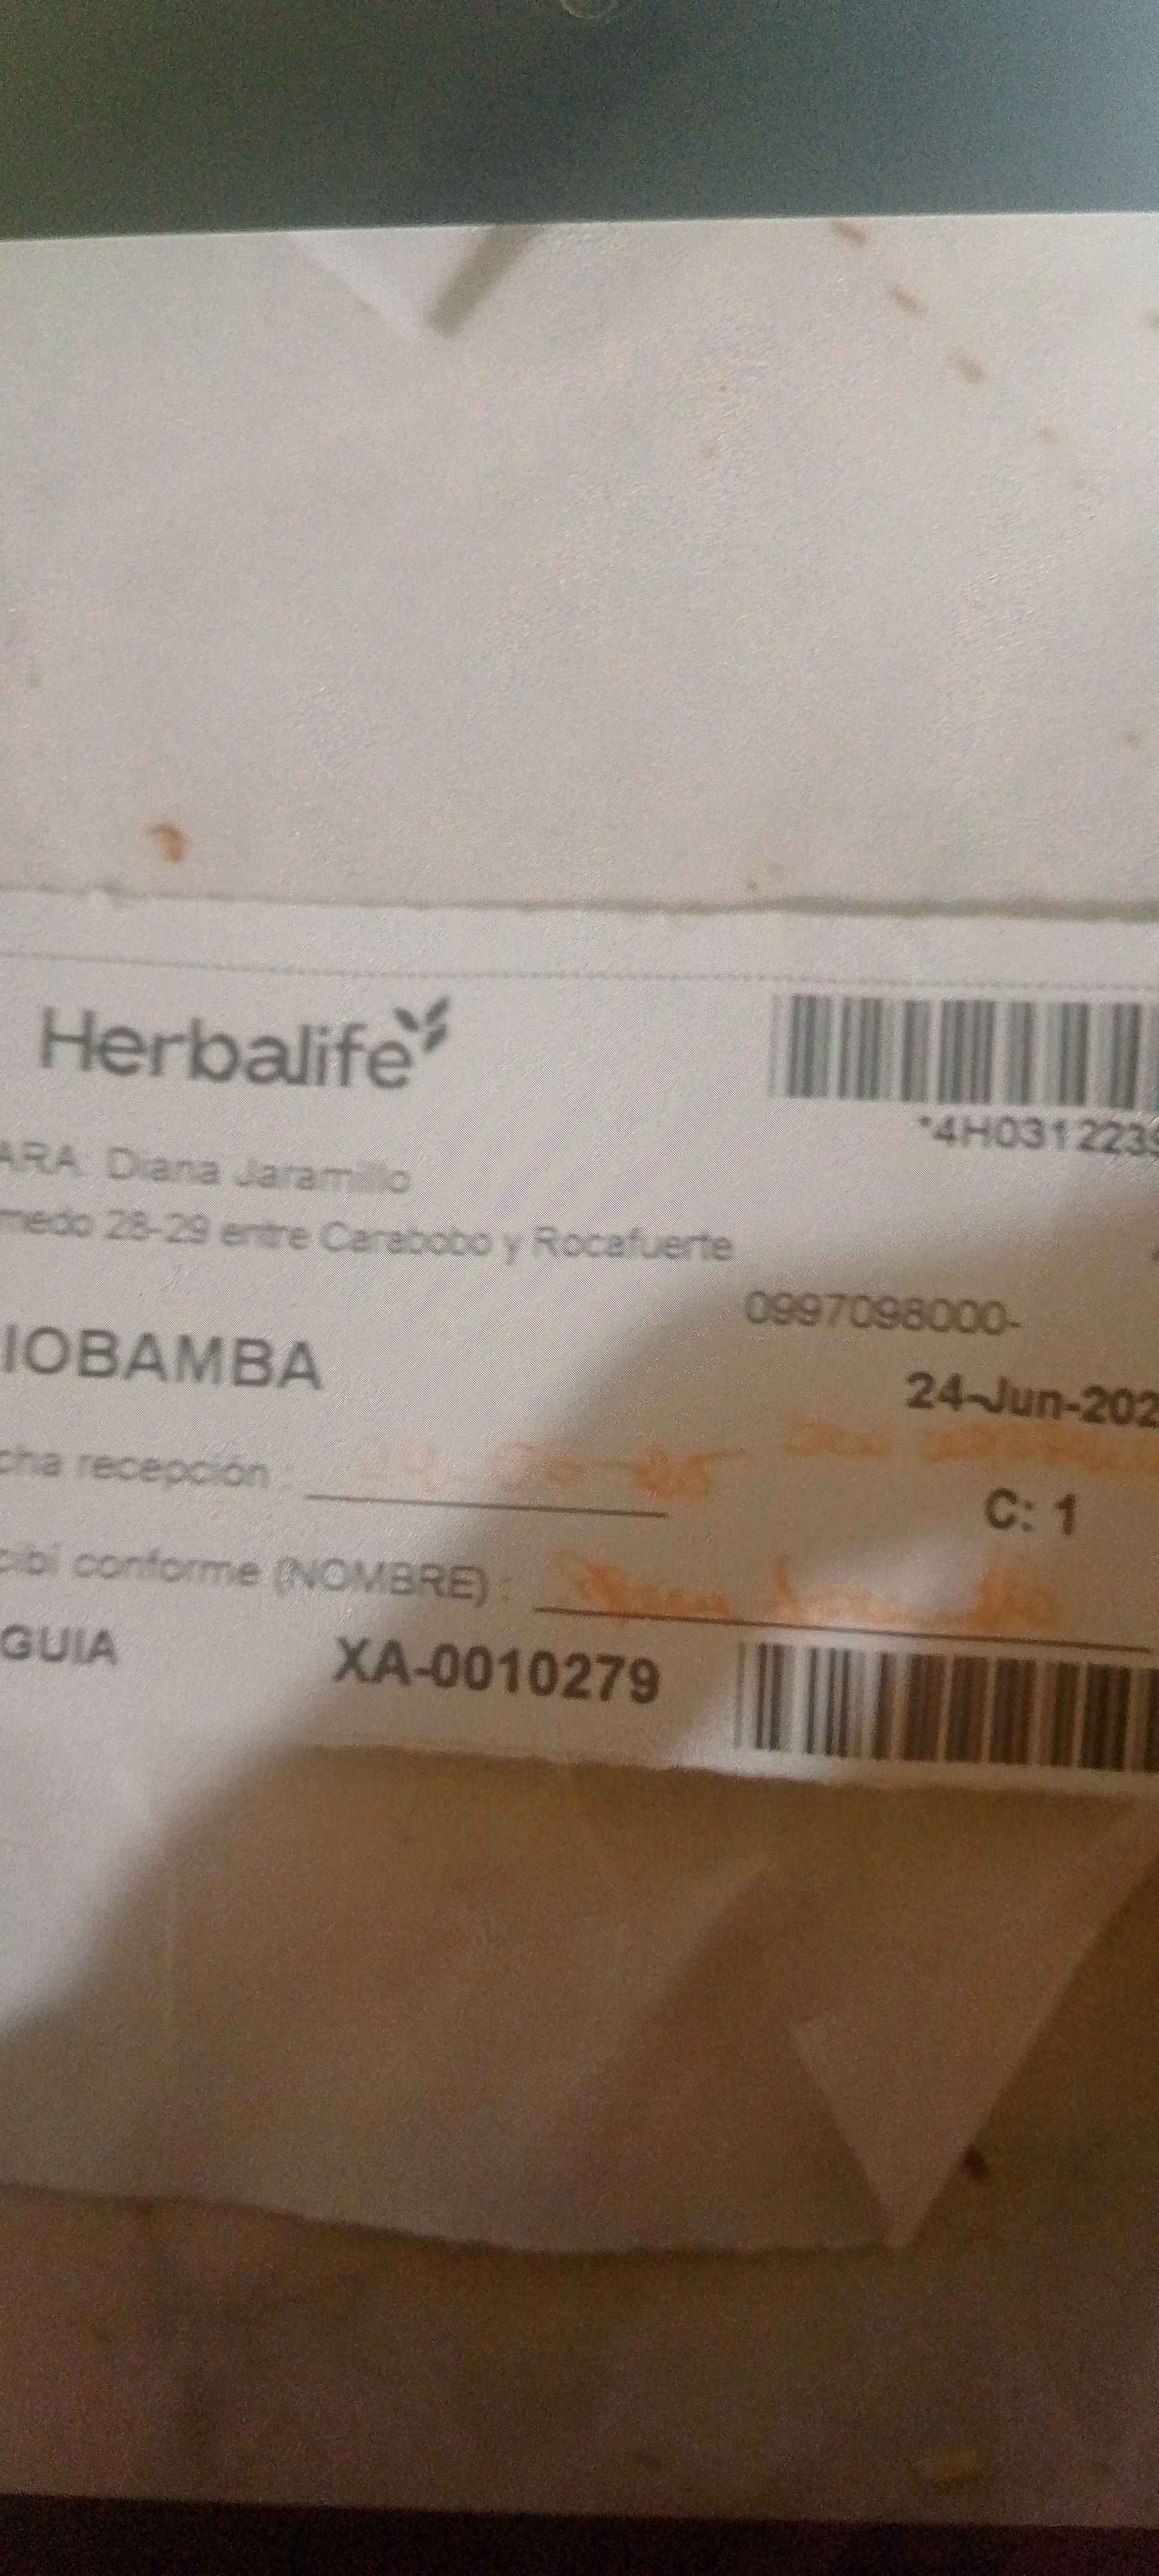 Herbalife
*4H0312239
ARA Diana Jaramillo
medo 28-29 entre Carabobo y Rocafuerte
0997098000-
IOBAMBA
24-Jun-202
cha recepción :
C: 1
cibí conforme (NOMBRE) :
GUIA XA-0010279